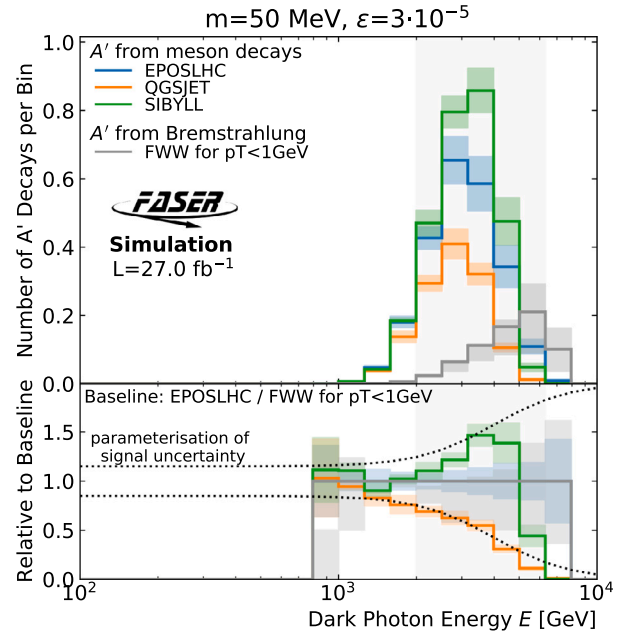 m=50 MeV, ε=3·10⁻⁵
1.0
0.8
0.6
0.4
0.2
0.0
Number of A' Decays per Bin
A′ from meson decays
EPOSLHC
QGSJET
SIBYLL
A′ from Bremstrahlung
FWW for pT<1GeV
FASER
Simulation
L=27.0 fb⁻¹
Baseline: EPOSLHC / FWW for pT<1GeV
parameterisation of
signal uncertainty
1.5
1.0
0.5
0.0
Relative to Baseline
10²
10³
10⁴
Dark Photon Energy E [GeV]